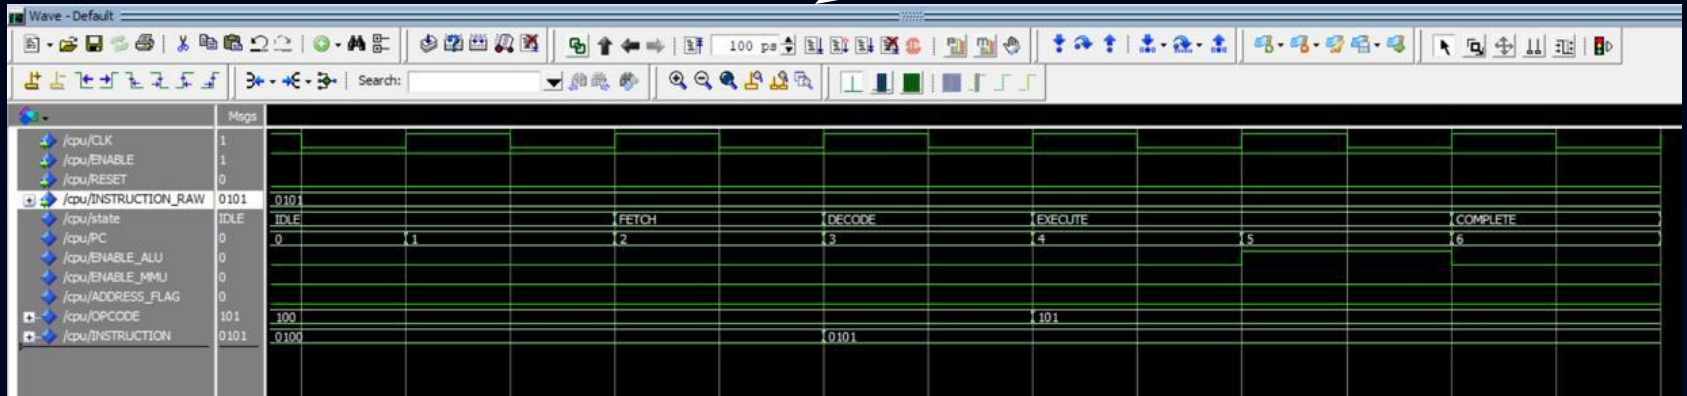 Wave - Default
100 ps
Search:
Msgs
/cpu/CLK 1
/cpu/ENABLE 1
/cpu/RESET 0
/cpu/INSTRUCTION_RAW 0101 0101
/cpu/state IDLE IDLE FETCH DECODE EXECUTE COMPLETE
/cpu/PC 0 0 1 2 3 4 5 6
/cpu/ENABLE_ALU 0
/cpu/ENABLE_MMU 0
/cpu/ADDRESS_FLAG 0
/cpu/OPCODE 101 100 101
/cpu/INSTRUCTION 0101 0100 0101